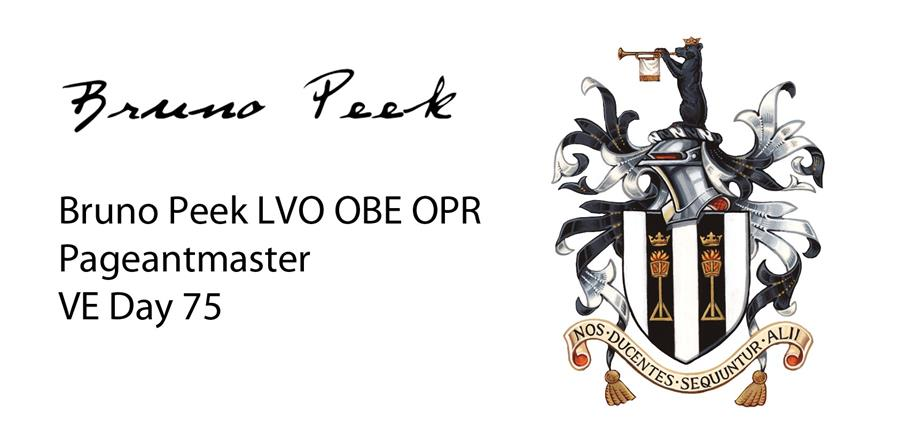 Bruno Peek
Bruno Peek LVO OBE OPR
Pageantmaster
VE Day 75
NOS·DUCENTES·SEQUUNTUR·ALII